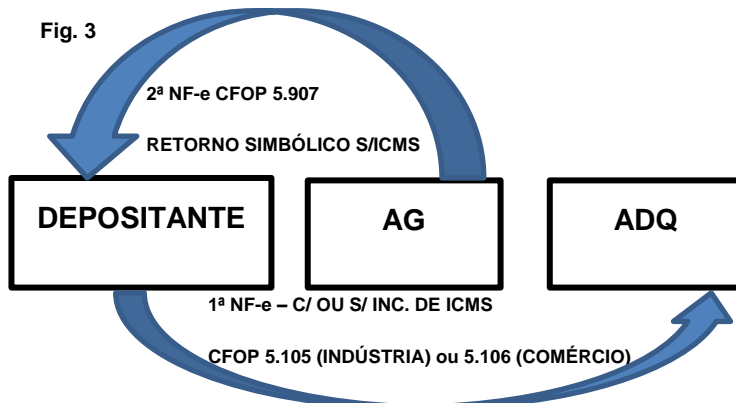 Fig. 3
2ª NF-e CFOP 5.907
RETORNO SIMBÓLICO S/ICMS
DEPOSITANTE
AG
ADQ
1ª NF-e – C/ OU S/ INC. DE ICMS
CFOP 5.105 (INDÚSTRIA) ou 5.106 (COMÉRCIO)